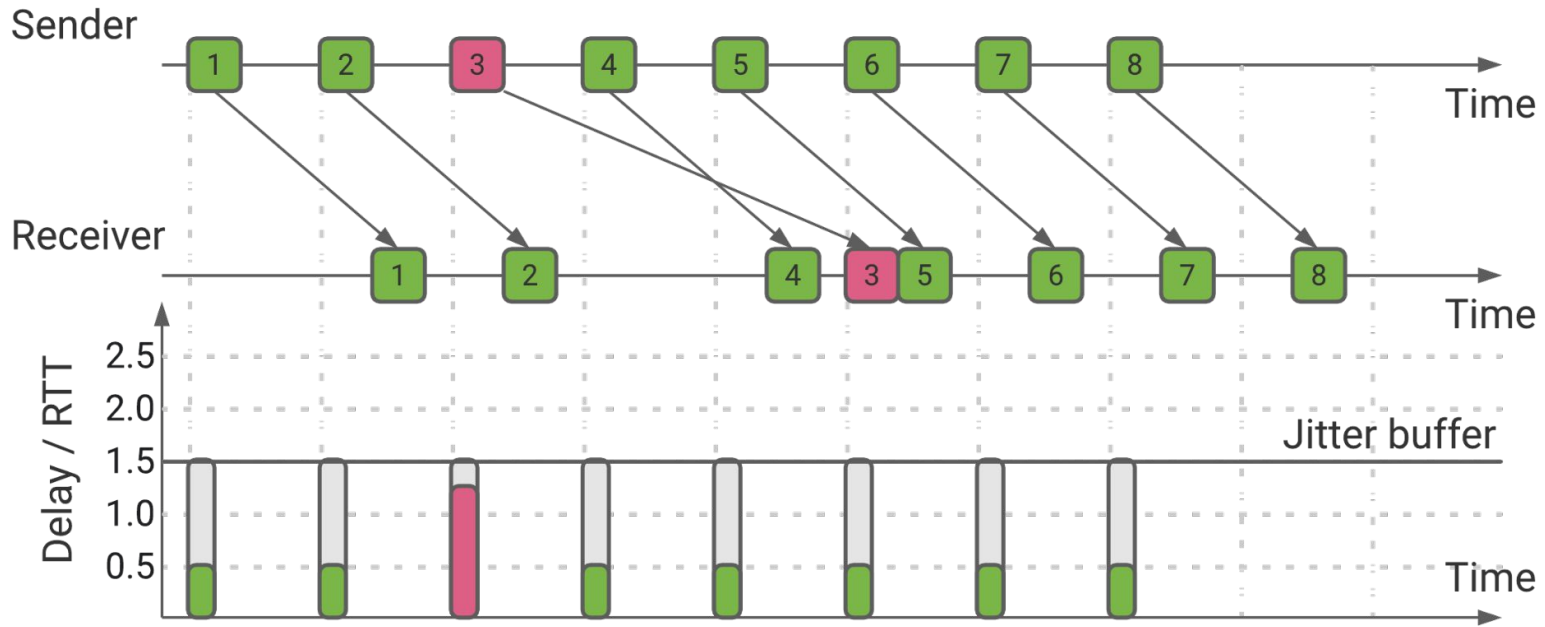 Sender
1 2 3 4 5 6 7 8
Time
Receiver
1 2 4 3 5 6 7 8
Time
Delay / RTT
2.5
2.0
Jitter buffer
1.5
1.0
0.5
Time